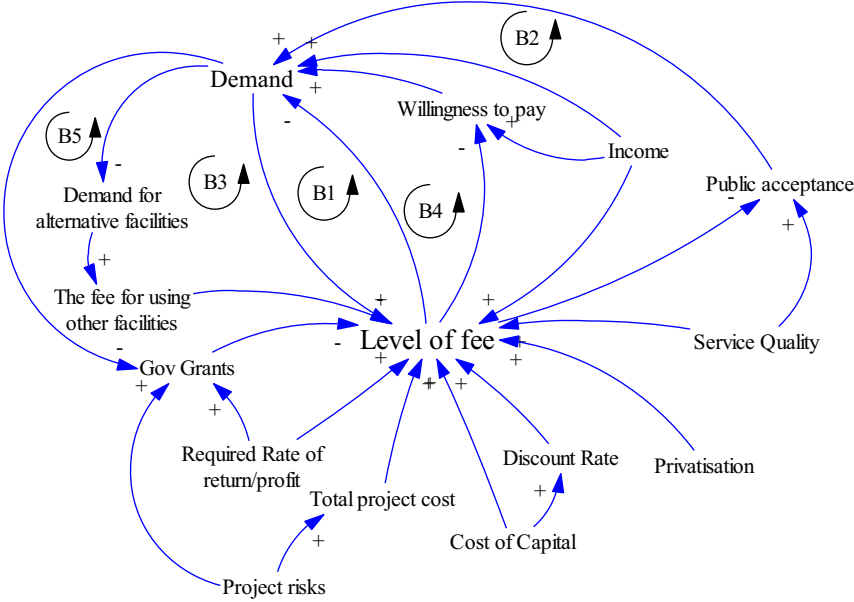 B2
+
+
Demand
+
Willingness to pay
+
-
B5
-
Income
B3
B1
B4
-
Public acceptance
-
Demand for
alternative facilities
+
+
The fee for using
other facilities
+
+
Level of fee
Service Quality
-
-
+
+
+
Gov Grants
+
+
+
+
+
Required Rate of
return/profit
Discount Rate
Privatisation
Total project cost
+
+
Cost of Capital
Project risks